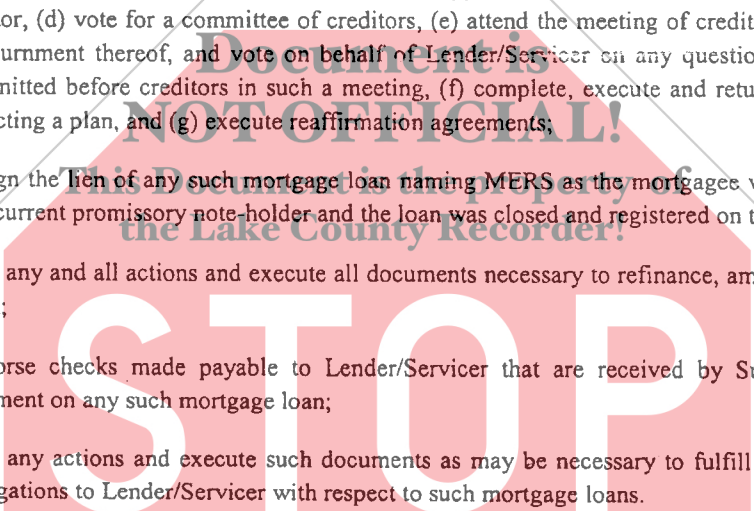 or, (d) vote for a committee of creditors, (e) attend the meeting of credit
urnment thereof, and vote on behalf of Lender/Servicer on any questio
Document is
mitted before creditors in such a meeting, (f) complete, execute and retu
cting a plan, and (g) execute reaffirmation agreements;
NOT OFFICIAL!
gn the lien of any such mortgage loan naming MERS as the mortgagee
This Document is the property of
current promissory note-holder and the loan was closed and registered on t
the Lake County Recorder!
any and all actions and execute all documents necessary to refinance, am
;
orse checks made payable to Lender/Servicer that are received by Su
ment on any such mortgage loan;
STOP
any actions and execute such documents as may be necessary to fulfill
gations to Lender/Servicer with respect to such mortgage loans.